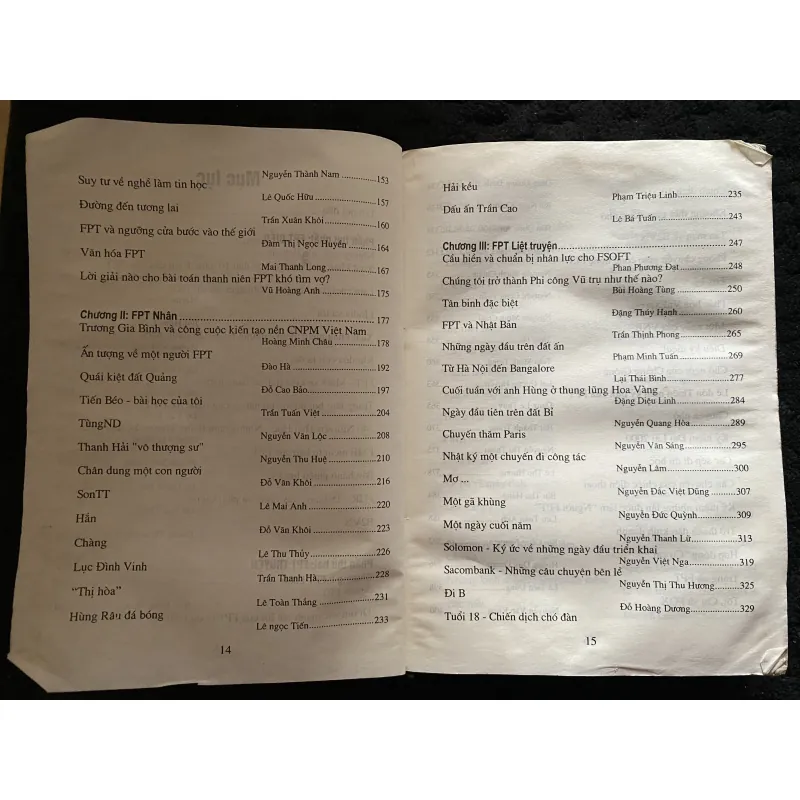 Nguyễn Thành Nam ..................153
Suy tư về nghề làm tin học
Lê Quốc Hữu ..................157
Đường đến tương lai
Trần Xuân Khôi..................160
FPT và ngưỡng cửa bước vào thế giới
Đàm Thị Ngọc Huyền ..................164
Văn hóa FPT
Mai Thanh Long ..................167
Lời giải nào cho bài toán thanh niên FPT khó tìm vợ?
Vũ Hoàng Anh ..................175
Chương II: FPT Nhân ..................177
Trương Gia Bình và công cuộc kiến tạo nền CNPM Việt Nam
Hoàng Minh Châu ..................178
Ấn tượng về một người FPT
Đào Hà ..................192
Quái kiệt đất Quảng
Đỗ Cao Bảo..................197
Tiến Béo - bài học của tội
Trần Tuấn Việt ..................204
TùngND
Nguyễn Văn Lộc ..................208
Thanh Hải "vô thượng sư"
Nguyễn Thu Huệ..................210
Chân dung một con người
Đỗ Văn Khôi ..................216
SonTT
Lê Mai Anh ..................220
Hắn
Đỗ Văn Khôi ..................223
Chàng
Lê Thu Thủy..................226
Lục Đình Vinh
Trần Thanh Hà..................228
“Thị hòa”
Lê Toàn Thắng ..................231
Hùng Râu đá bóng
Lê ngọc Tiến..................233
14
Hải kều
Phạm Triệu Linh ..................235
Dấu ấn Trần Cao
Lê Bá Tuấn ..................243
Chương III: FPT Liệt truyện..................247
Cầu hiền và chuẩn bị nhân lực cho FSOFT
Phan Phương Đạt ..................248
Chúng tôi trở thành Phi công Vũ trụ như thế nào?
Bùi Hoàng Tùng ..................250
Tân binh đặc biệt
Đặng Thúy Hạnh ..................260
FPT và Nhật Bản
Trần Thịnh Phong ..................265
Những ngày đầu trên đất ấn
Phạm Minh Tuấn ..................269
Từ Hà Nội đến Bangalore
Lại Thái Bình ..................277
Cuối tuần với anh Hùng ở thung lũng Hoa Vàng
Đặng Diệu Linh ..................284
Ngày đầu tiên trên đất Bỉ
Nguyễn Quang Hòa ..................289
Chuyến thăm Paris
Nguyễn Văn Sáng ..................295
Nhật ký một chuyến đi công tác
Nguyễn Lâm ..................300
Mơ ...
Nguyễn Đắc Việt Dũng ..................307
Một gã khùng
Nguyễn Đức Quỳnh..................309
Một ngày cuối năm
Nguyễn Thanh Lừ ..................313
Solomon - Ký ức về những ngày đầu triển khai
Nguyễn Việt Nga ..................319
Sacombank - Những câu chuyện bên lề
Nguyễn Thị Thu Hương ..................325
Đi B
Đỗ Hoàng Dương..................329
Tuổi 18 - Chiến dịch chó đàn
15